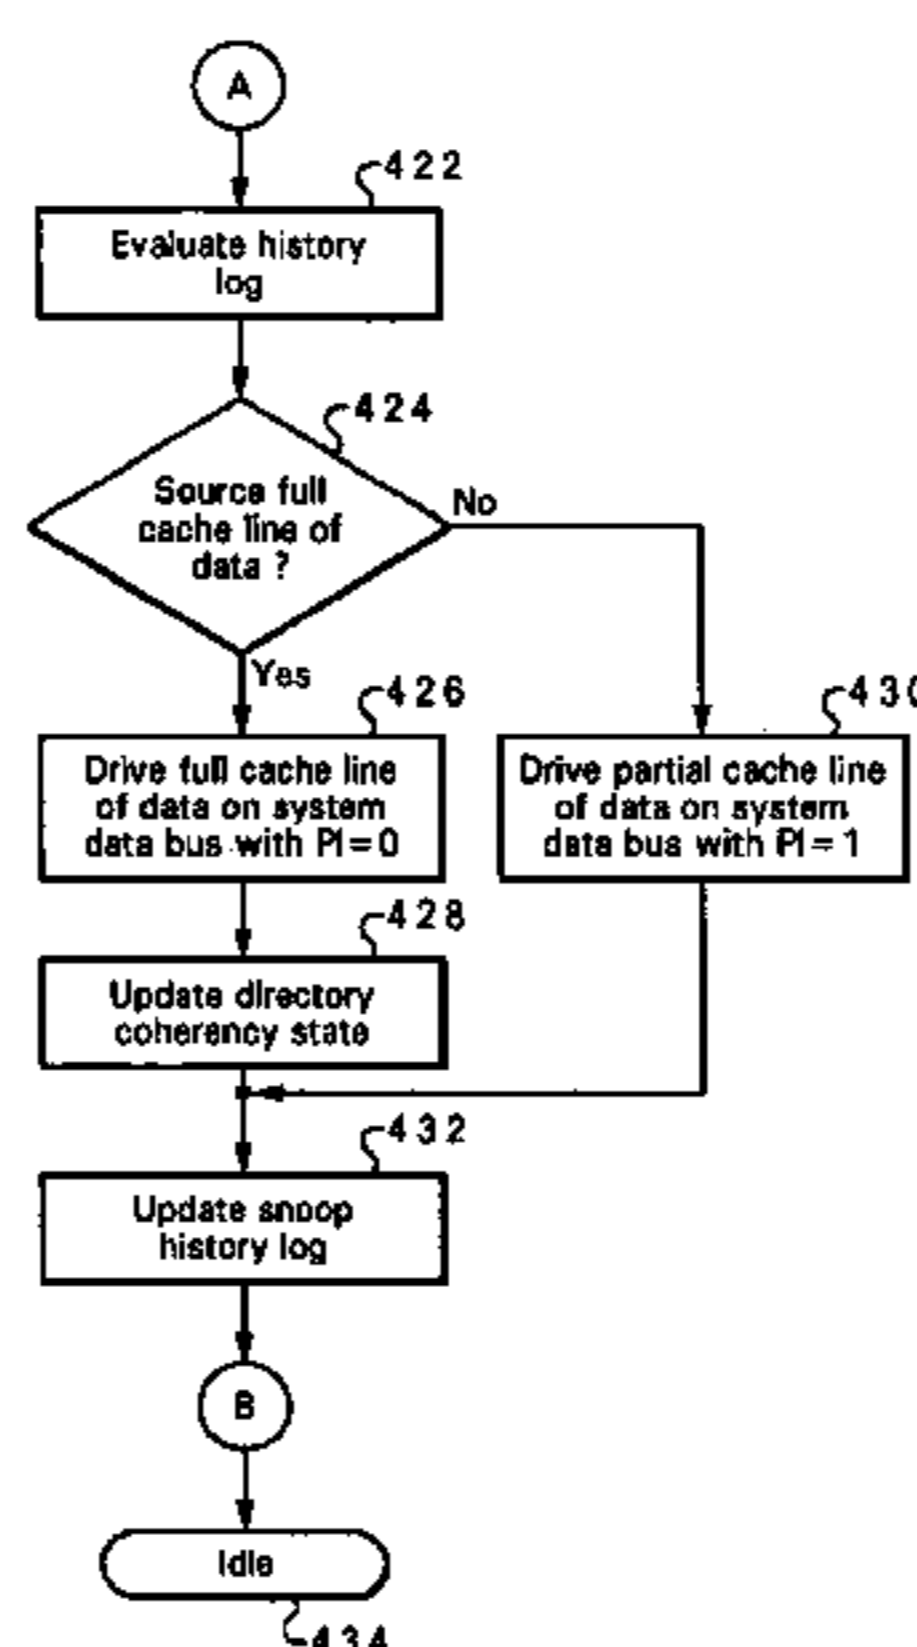 A
422
Evaluate history
log
424
Source full
cache line of
data ?
No
Yes
426
Drive full cache line
of data on system
data bus with PI=0
430
Drive partial cache line
of data on system
data bus with PI=1
428
Update directory
coherency state
432
Update snoop
history log
B
Idle
434